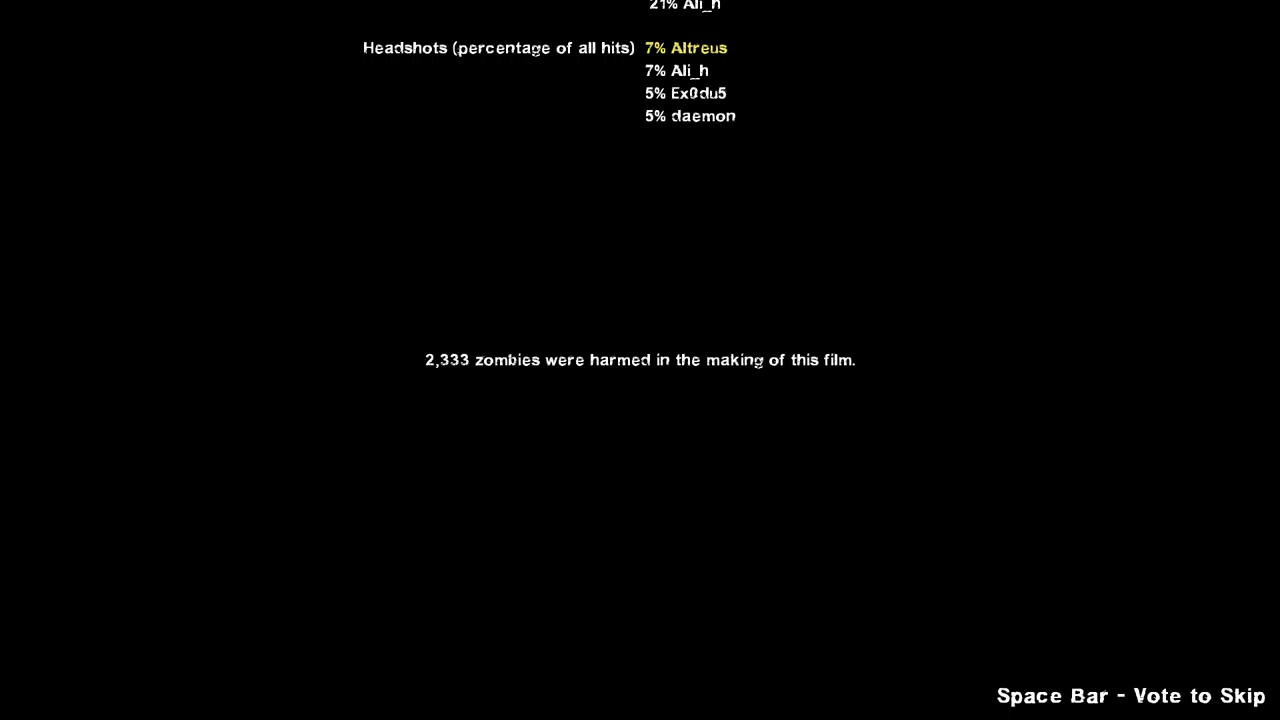 21% Ali_h
Headshots (percentage of all hits) 7% Altreus
7% Ali_h
5% Ex0du5
5% daemon
2,333 zombies were harmed in the making of this film.
Space Bar - Vote to Skip